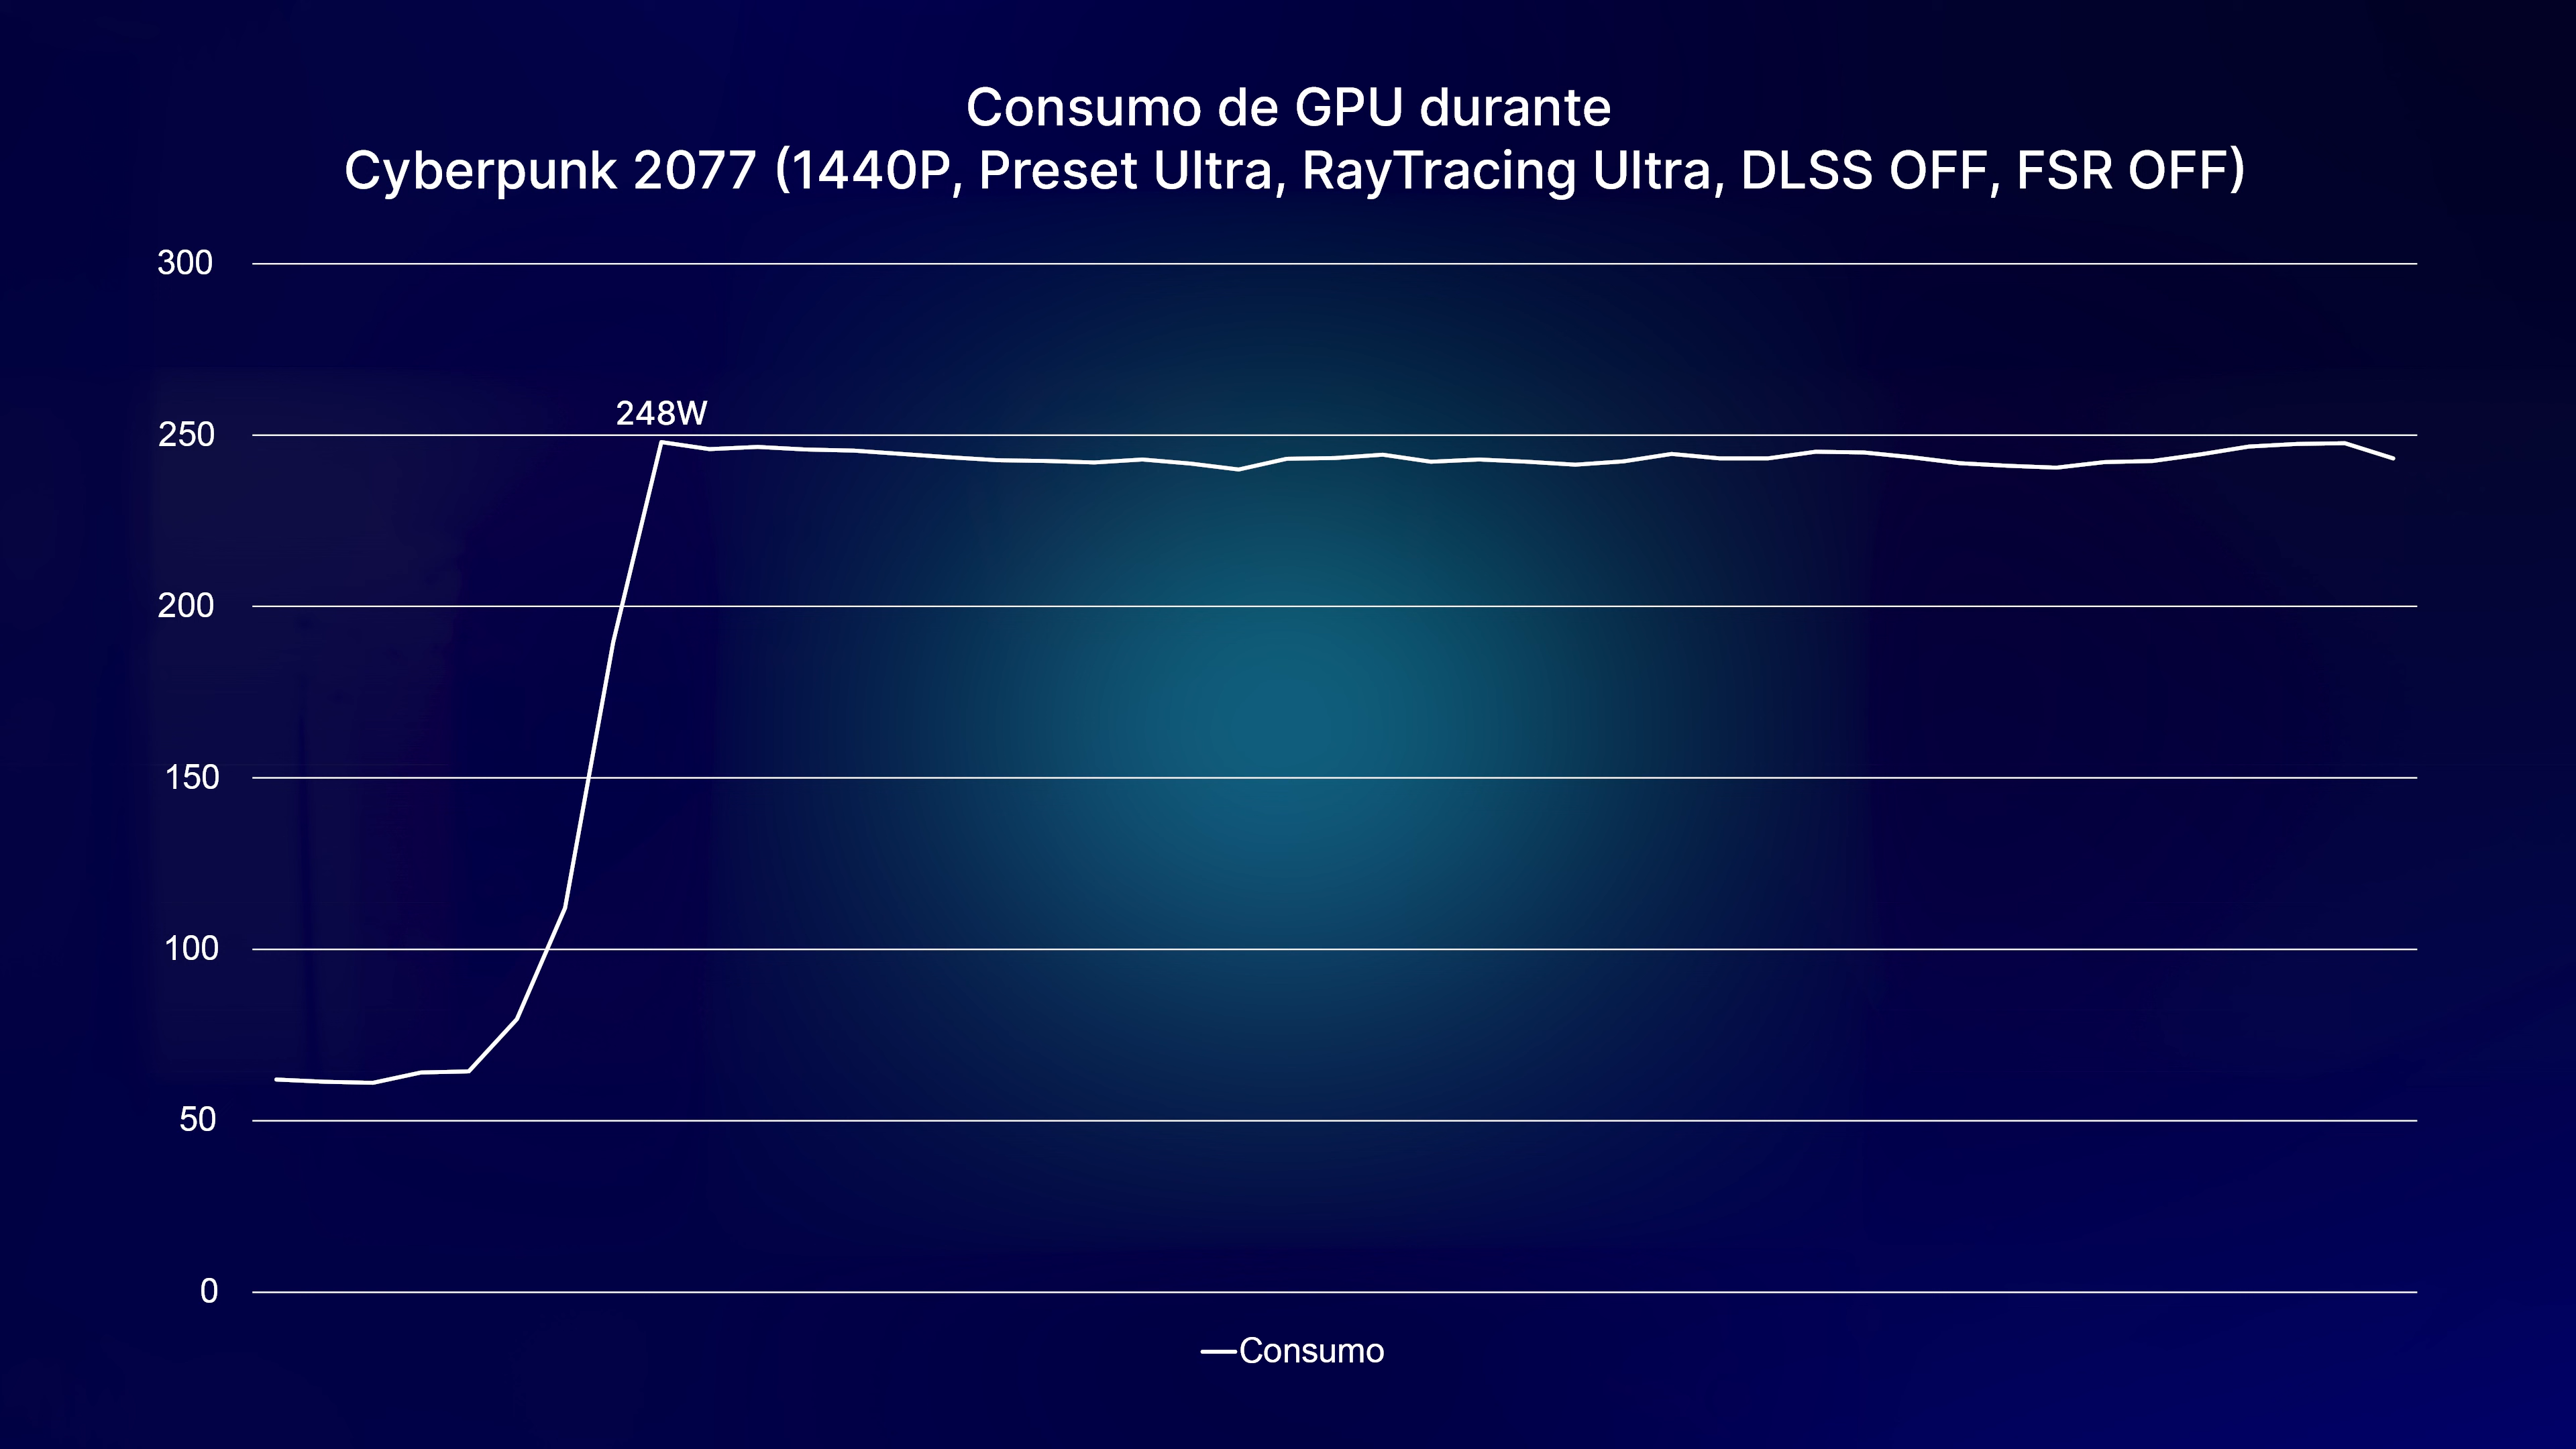 Consumo de GPU durante
Cyberpunk 2077 (1440P, Preset Ultra, RayTracing Ultra, DLSS OFF, FSR OFF)
300
248W
250
200
150
100
50
0
Consumo